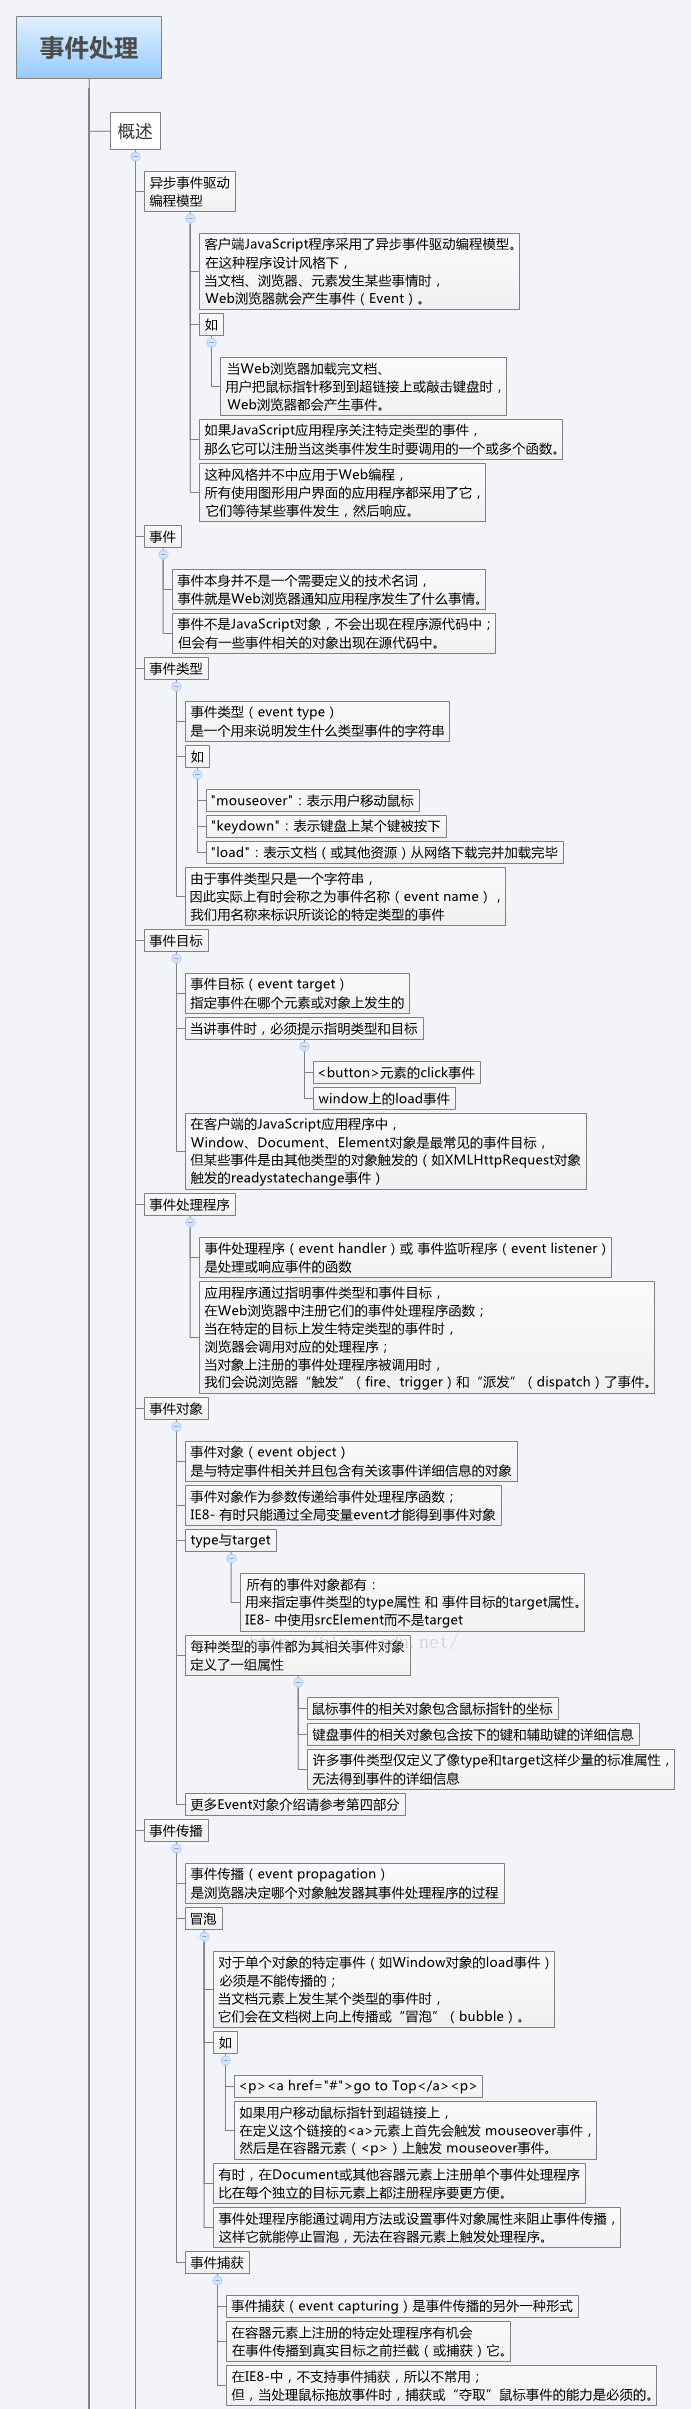 事件处理
概述
异步事件驱动
编程模型
客户端JavaScript程序采用了异步事件驱动编程模型。
在这种程序设计风格下，
当文档、浏览器、元素发生某些事情时，
Web浏览器就会产生事件（Event）。
如
当Web浏览器加载完文档、
用户把鼠标指针移到到超链接上或敲击键盘时，
Web浏览器都会产生事件。
如果JavaScript应用程序关注特定类型的事件，
那么它可以注册当这类事件发生时要调用的一个或多个函数。
这种风格并不中应用于Web编程，
所有使用图形用户界面的应用程序都采用了它，
它们等待某些事件发生，然后响应。
事件
事件本身并不是一个需要定义的技术名词，
事件就是Web浏览器通知应用程序发生了什么事情。
事件不是JavaScript对象，不会出现在程序源代码中；
但会有一些事件相关的对象出现在源代码中。
事件类型
事件类型（event type）
是一个用来说明发生什么类型事件的字符串
如
"mouseover"：表示用户移动鼠标
"keydown"：表示键盘上某个键被按下
"load"：表示文档（或其他资源）从网络下载完并加载完毕
由于事件类型只是一个字符串，
因此实际上有时会称之为事件名称（event name），
我们用名称来标识所谈论的特定类型的事件
事件目标
事件目标（event target）
指定事件在哪个元素或对象上发生的
当讲事件时，必须提示指明类型和目标
<button>元素的click事件
window上的load事件
在客户端的JavaScript应用程序中，
Window、Document、Element对象是最常见的事件目标，
但某些事件是由其他类型的对象触发的（如XMLHttpRequest对象
触发的readystatechange事件）
事件处理程序
事件处理程序（event handler）或 事件监听程序（event listener）
是处理或响应事件的函数
应用程序通过指明事件类型和事件目标，
在Web浏览器中注册它们的事件处理程序函数；
当在特定的目标上发生特定类型的事件时，
浏览器会调用对应的处理程序；
当对象上注册的事件处理程序被调用时，
我们会说浏览器“触发”（fire、trigger）和“派发”（dispatch）了事件。
事件对象
事件对象（event object）
是与特定事件相关并且包含有关该事件详细信息的对象
事件对象作为参数传递给事件处理程序函数；
IE8- 有时只能通过全局变量event才能得到事件对象
type与target
所有的事件对象都有：
用来指定事件类型的type属性 和 事件目标的target属性。
IE8- 中使用srcElement而不是target
每种类型的事件都为其相关事件对象
定义了一组属性
鼠标事件的相关对象包含鼠标指针的坐标
键盘事件的相关对象包含按下的键和辅助键的详细信息
许多事件类型仅定义了像type和target这样少量的标准属性，
无法得到事件的详细信息
更多Event对象介绍请参考第四部分
事件传播
事件传播（event propagation）
是浏览器决定哪个对象触发器其事件处理程序的过程
冒泡
对于单个对象的特定事件（如Window对象的load事件）
必须是不能传播的；
当文档元素上发生某个类型的事件时，
它们会在文档树上向上传播或“冒泡”（bubble）。
如
<p><a href="#">go to Top</a><p>
如果用户移动鼠标指针到超链接上，
在定义这个链接的<a>元素上首先会触发 mouseover事件，
然后是在容器元素（<p>）上触发 mouseover事件。
有时，在Document或其他容器元素上注册单个事件处理程序
比在每个独立的目标元素上都注册程序要更方便。
事件处理程序能通过调用方法或设置事件对象属性来阻止事件传播，
这样它就能停止冒泡，无法在容器元素上触发处理程序。
事件捕获
事件捕获（event capturing）是事件传播的另外一种形式
在容器元素上注册的特定处理程序有机会
在事件传播到真实目标之前拦截（或捕获）它。
在IE8-中，不支持事件捕获，所以不常用；
但，当处理鼠标拖放事件时，捕获或“夺取”鼠标事件的能力是必须的。